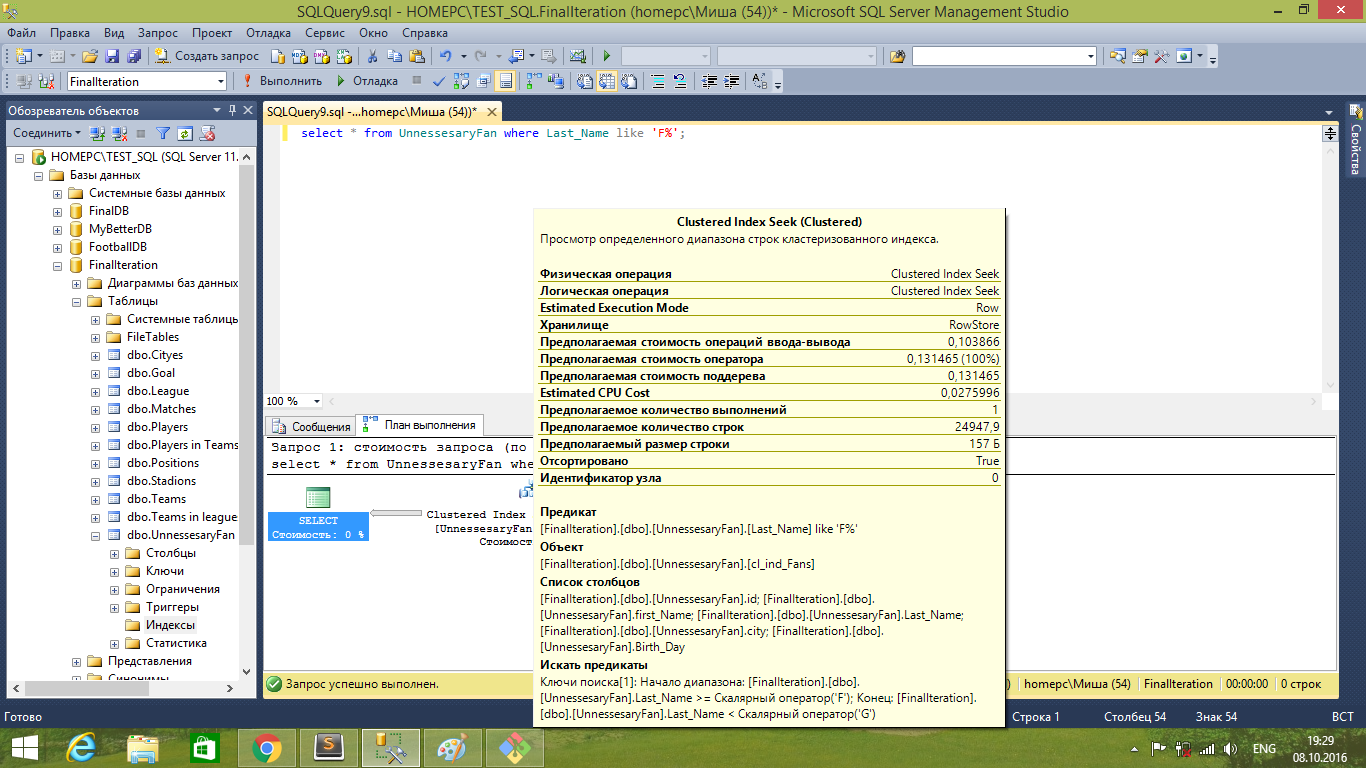 SQLQuery9.sql - HOMEPC\TEST_SQL.FinalIteration (homepc\Миша (54))* - Microsoft SQL Server Management Studio
Файл Правка Вид Запрос Проект Отладка Сервис Окно Справка
Создать запрос
FinalIteration Выполнить Отладка
Обозреватель объектов
Соединить
HOMEPC\TEST_SQL (SQL Server 11.
Базы данных
Системные базы данных
FinalDB
MyBetterDB
FootballDB
FinalIteration
Диаграммы баз данных
Таблицы
Системные таблицы
FileTables
dbo.Cityes
dbo.Goal
dbo.League
dbo.Matches
dbo.Players
dbo.Players in Teams
dbo.Positions
dbo.Stadions
dbo.Teams
dbo.Teams in league
dbo.UnnessesaryFan
Столбцы
Ключи
Ограничения
Триггеры
Индексы
Статистика
Представления
Синонимы
SQLQuery9.sql -...homepc\Миша (54))*
select * from UnnessesaryFan where Last_Name like 'F%';
100 %
Сообщения План выполнения
Запрос 1: стоимость запроса (по
select * from UnnessesaryFan whe
SELECT
Стоимость: 0 %
Clustered Index
[UnnessesaryFan
Стоимост
Clustered Index Seek (Clustered)
Просмотр определенного диапазона строк кластеризованного индекса.
Физическая операция Clustered Index Seek
Логическая операция Clustered Index Seek
Estimated Execution Mode Row
Хранилище RowStore
Предполагаемая стоимость операций ввода-вывода 0,103866
Предполагаемая стоимость оператора 0,131465 (100%)
Предполагаемая стоимость поддерева 0,131465
Estimated CPU Cost 0,0275996
Предполагаемое количество выполнений 1
Предполагаемое количество строк 24947,9
Предполагаемый размер строки 157 Б
Отсортировано True
Идентификатор узла 0
Предикат
[FinalIteration].[dbo].[UnnessesaryFan].[Last_Name] like 'F%'
Объект
[FinalIteration].[dbo].[UnnessesaryFan].[cl_ind_Fans]
Список столбцов
[FinalIteration].[dbo].[UnnessesaryFan].id; [FinalIteration].[dbo].
[UnnessesaryFan].first_Name; [FinalIteration].[dbo].[UnnessesaryFan].Last_Name;
[FinalIteration].[dbo].[UnnessesaryFan].city; [FinalIteration].[dbo].
[UnnessesaryFan].Birth_Day
Искать предикаты
Ключи поиска[1]: Начало диапазона: [FinalIteration].[dbo].
[UnnessesaryFan].Last_Name >= Скалярный оператор('F'); Конец: [FinalIteration].
[dbo].[UnnessesaryFan].Last_Name < Скалярный оператор('G')
Свойства
Запрос успешно выполнен. ) homepc\Миша (54) FinalIteration 00:00:00 0 строк
Готово Строка 1 Столбец 54 Знак 54 ВСТ
ENG
19:29
08.10.2016